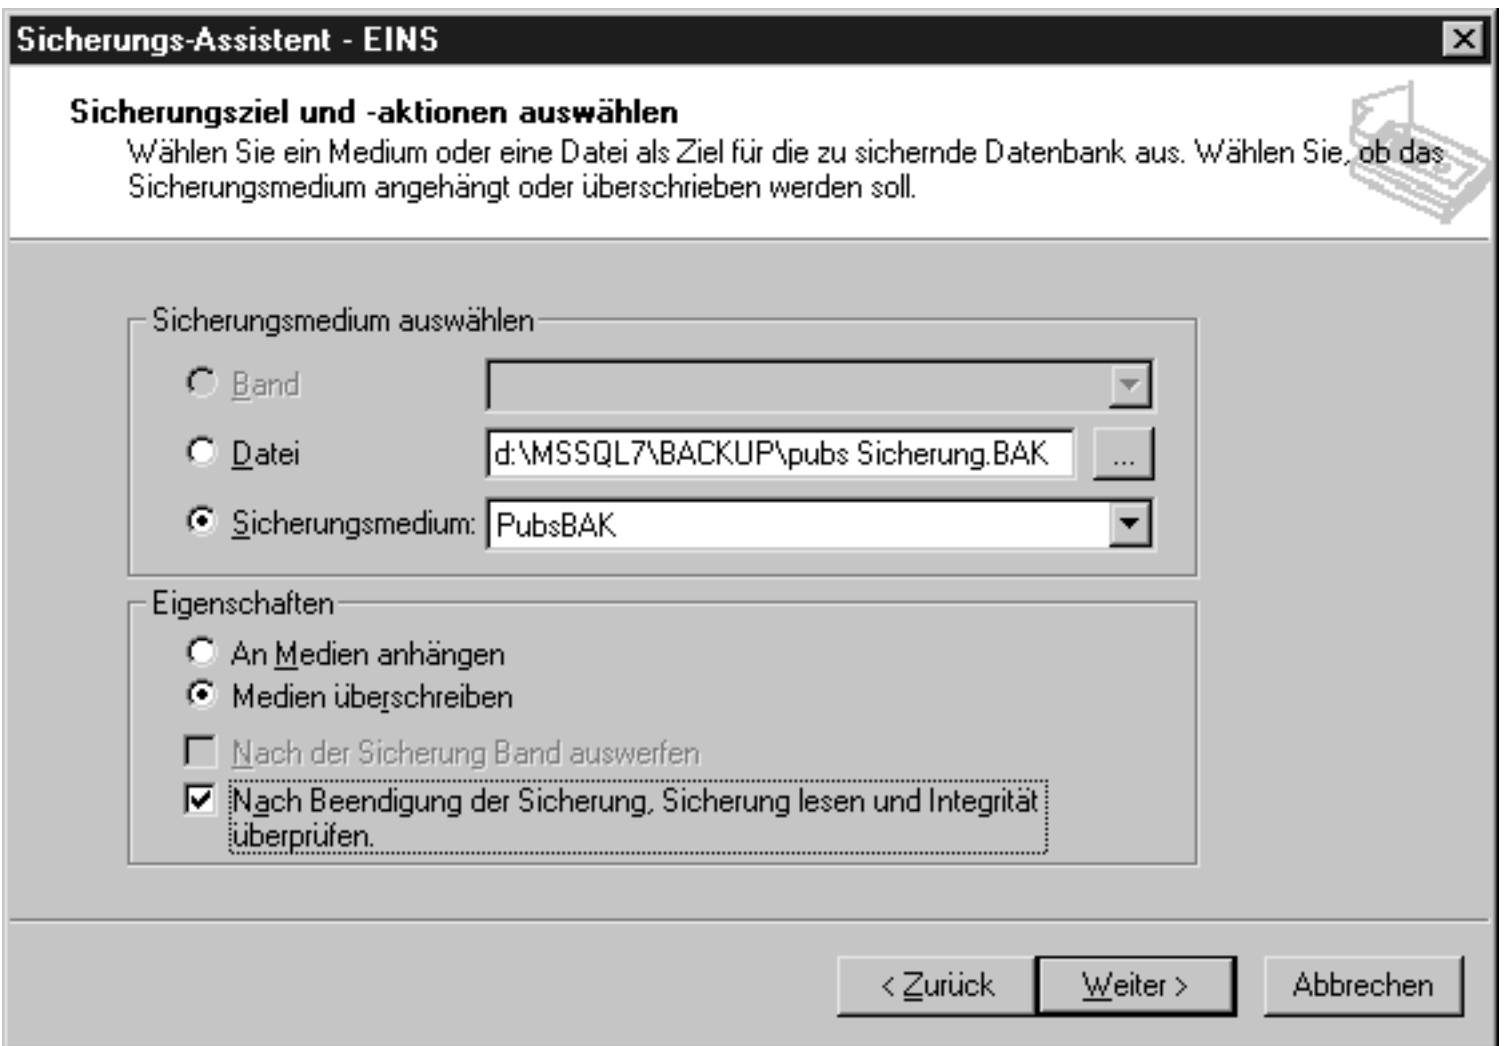 Sicherungs-Assistent - EINS
Sicherungsziel und -aktionen auswählen
Wählen Sie ein Medium oder eine Datei als Ziel für die zu sichernde Datenbank aus. Wählen Sie, ob das
Sicherungsmedium angehängt oder überschrieben werden soll.
Sicherungsmedium auswählen
Band
Datei d:\MSSQL7\BACKUP\pubs Sicherung.BAK ...
Sicherungsmedium: PubsBAK
Eigenschaften
An Medien anhängen
Medien überschreiben
Nach der Sicherung Band auswerfen
Nach Beendigung der Sicherung, Sicherung lesen und Integrität
überprüfen.
< Zurück Weiter > Abbrechen